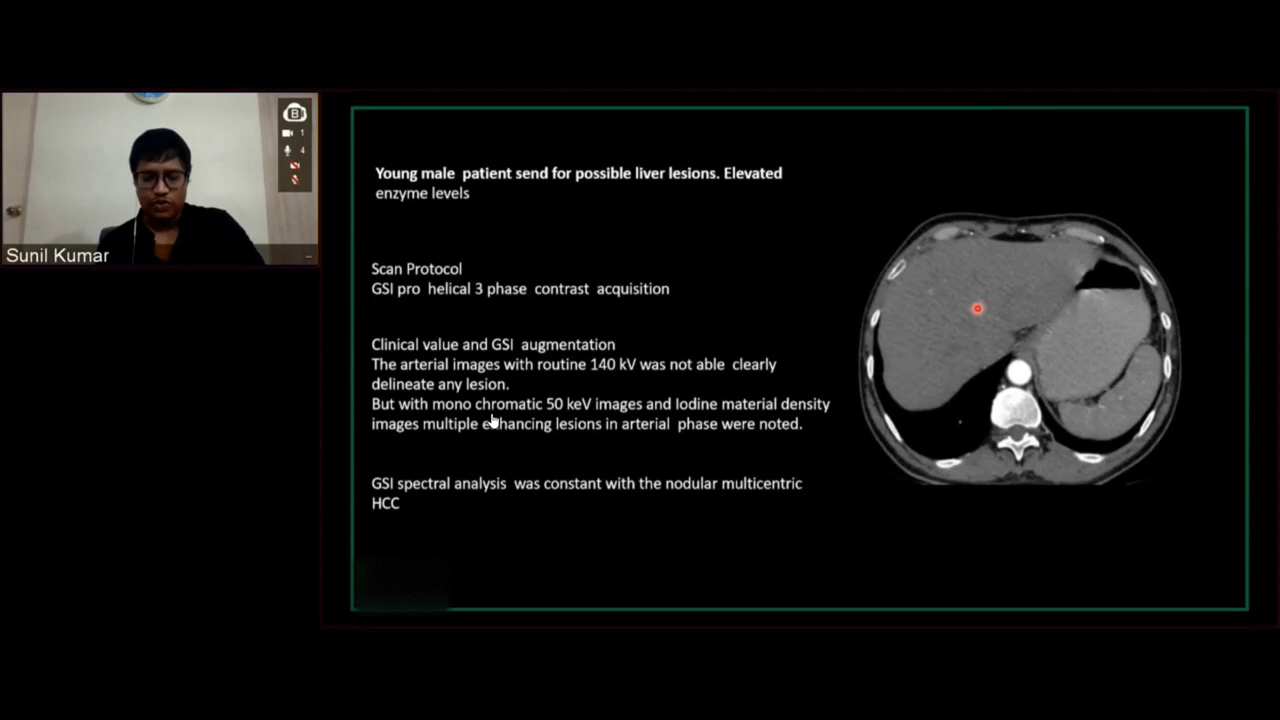 B
1
4
Sunil Kumar
Young male patient send for possible liver lesions. Elevated
enzyme levels
Scan Protocol
GSI pro helical 3 phase contrast acquisition
Clinical value and GSI augmentation
The arterial images with routine 140 kV was not able clearly
delineate any lesion.
But with mono chromatic 50 keV images and Iodine material density
images multiple enhancing lesions in arterial phase were noted.
GSI spectral analysis was constant with the nodular multicentric
HCC